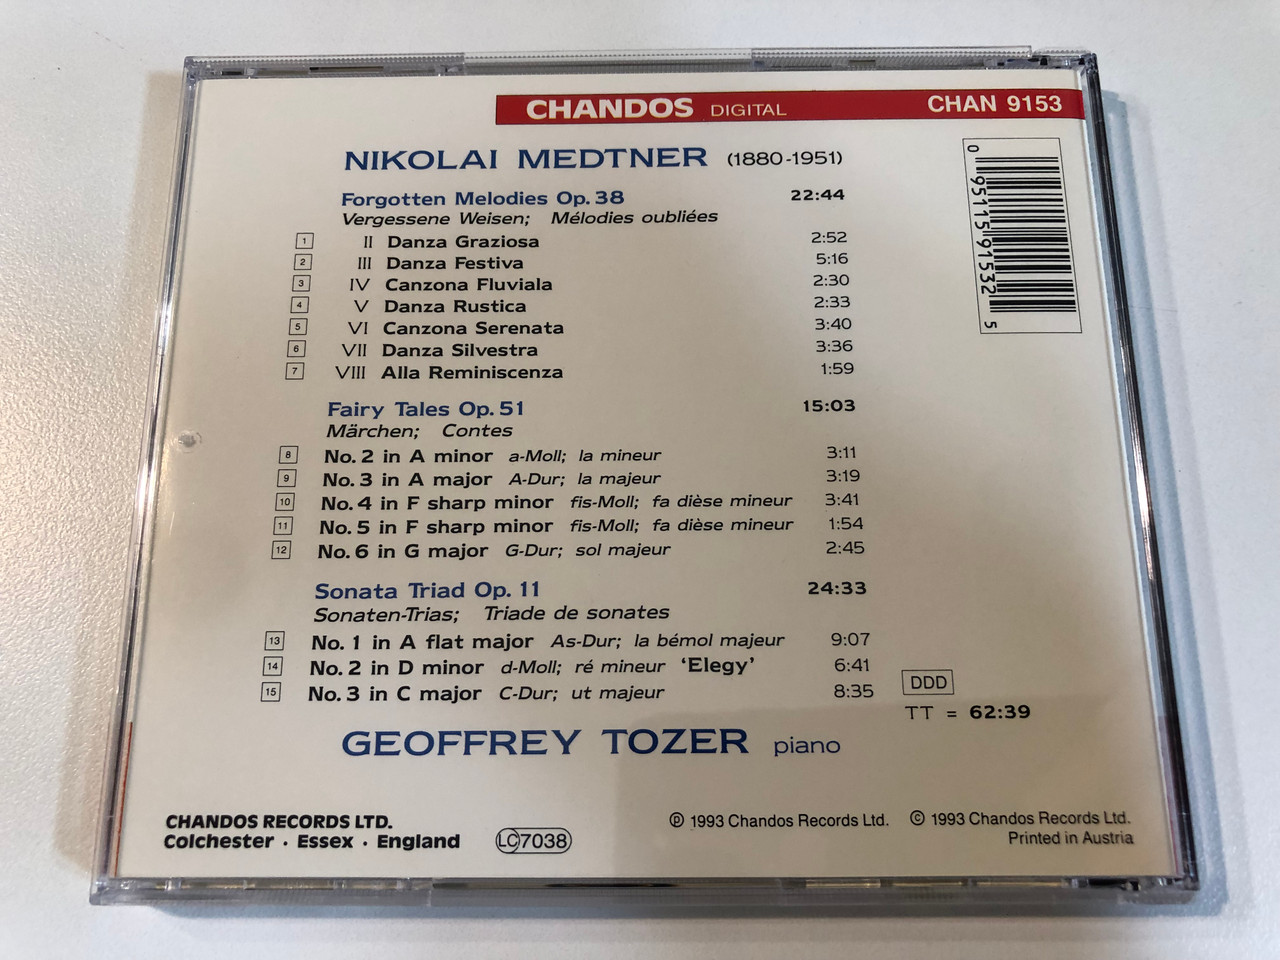 CHANDOS DIGITAL CHAN 9153
NIKOLAI MEDTNER (1880-1951)
Forgotten Melodies Op. 38 22:44
Vergessene Weisen; Mélodies oubliées
1 II Danza Graziosa 2:52
2 III Danza Festiva 5:16
3 IV Canzona Fluviala 2:30
4 V Danza Rustica 2:33
5 VI Canzona Serenata 3:40
6 VII Danza Silvestra 3:36
7 VIII Alla Reminiscenza 1:59
Fairy Tales Op. 51 15:03
Märchen; Contes
8 No. 2 in A minor a-Moll; la mineur 3:11
9 No. 3 in A major A-Dur; la majeur 3:19
10 No. 4 in F sharp minor fis-Moll; fa dièse mineur 3:41
11 No. 5 in F sharp minor fis-Moll; fa dièse mineur 1:54
12 No. 6 in G major G-Dur; sol majeur 2:45
Sonata Triad Op. 11 24:33
Sonaten-Trias; Triade de sonates
13 No. 1 in A flat major As-Dur; la bémol majeur 9:07
14 No. 2 in D minor d-Moll; ré mineur ‘Elegy’ 6:41
15 No. 3 in C major C-Dur; ut majeur 8:35
DDD
TT = 62:39
GEOFFREY TOZER piano
0 95115 91532 5
CHANDOS RECORDS LTD.
Colchester · Essex · England
LC 7038
℗ 1993 Chandos Records Ltd. © 1993 Chandos Records Ltd.
Printed in Austria